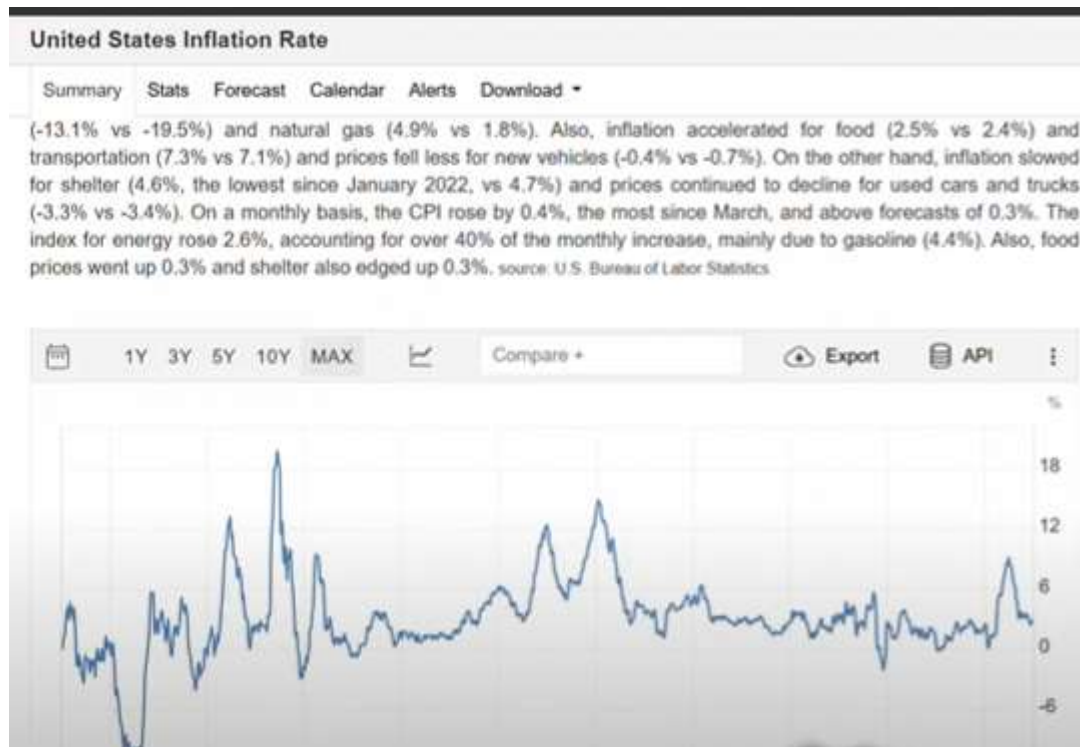 United States Inflation Rate
Summary Stats Forecast Calendar Alerts Download
(-13.1% vs -19.5%) and natural gas (4.9% vs 1.8%). Also, inflation accelerated for food (2.5% vs 2.4%) and
transportation (7.3% vs 7.1%) and prices fell less for new vehicles (-0.4% vs -0.7%). On the other hand, inflation slowed
for shelter (4.6%, the lowest since January 2022, vs 4.7%) and prices continued to decline for used cars and trucks
(-3.3% vs -3.4%). On a monthly basis, the CPI rose by 0.4%, the most since March, and above forecasts of 0.3%. The
index for energy rose 2.6%, accounting for over 40% of the monthly increase, mainly due to gasoline (4.4%). Also, food
prices went up 0.3% and shelter also edged up 0.3%. source: U.S. Bureau of Labor Statistics
1Y 3Y 5Y 10Y MAX Compare + Export API
%
18
12
6
0
-6